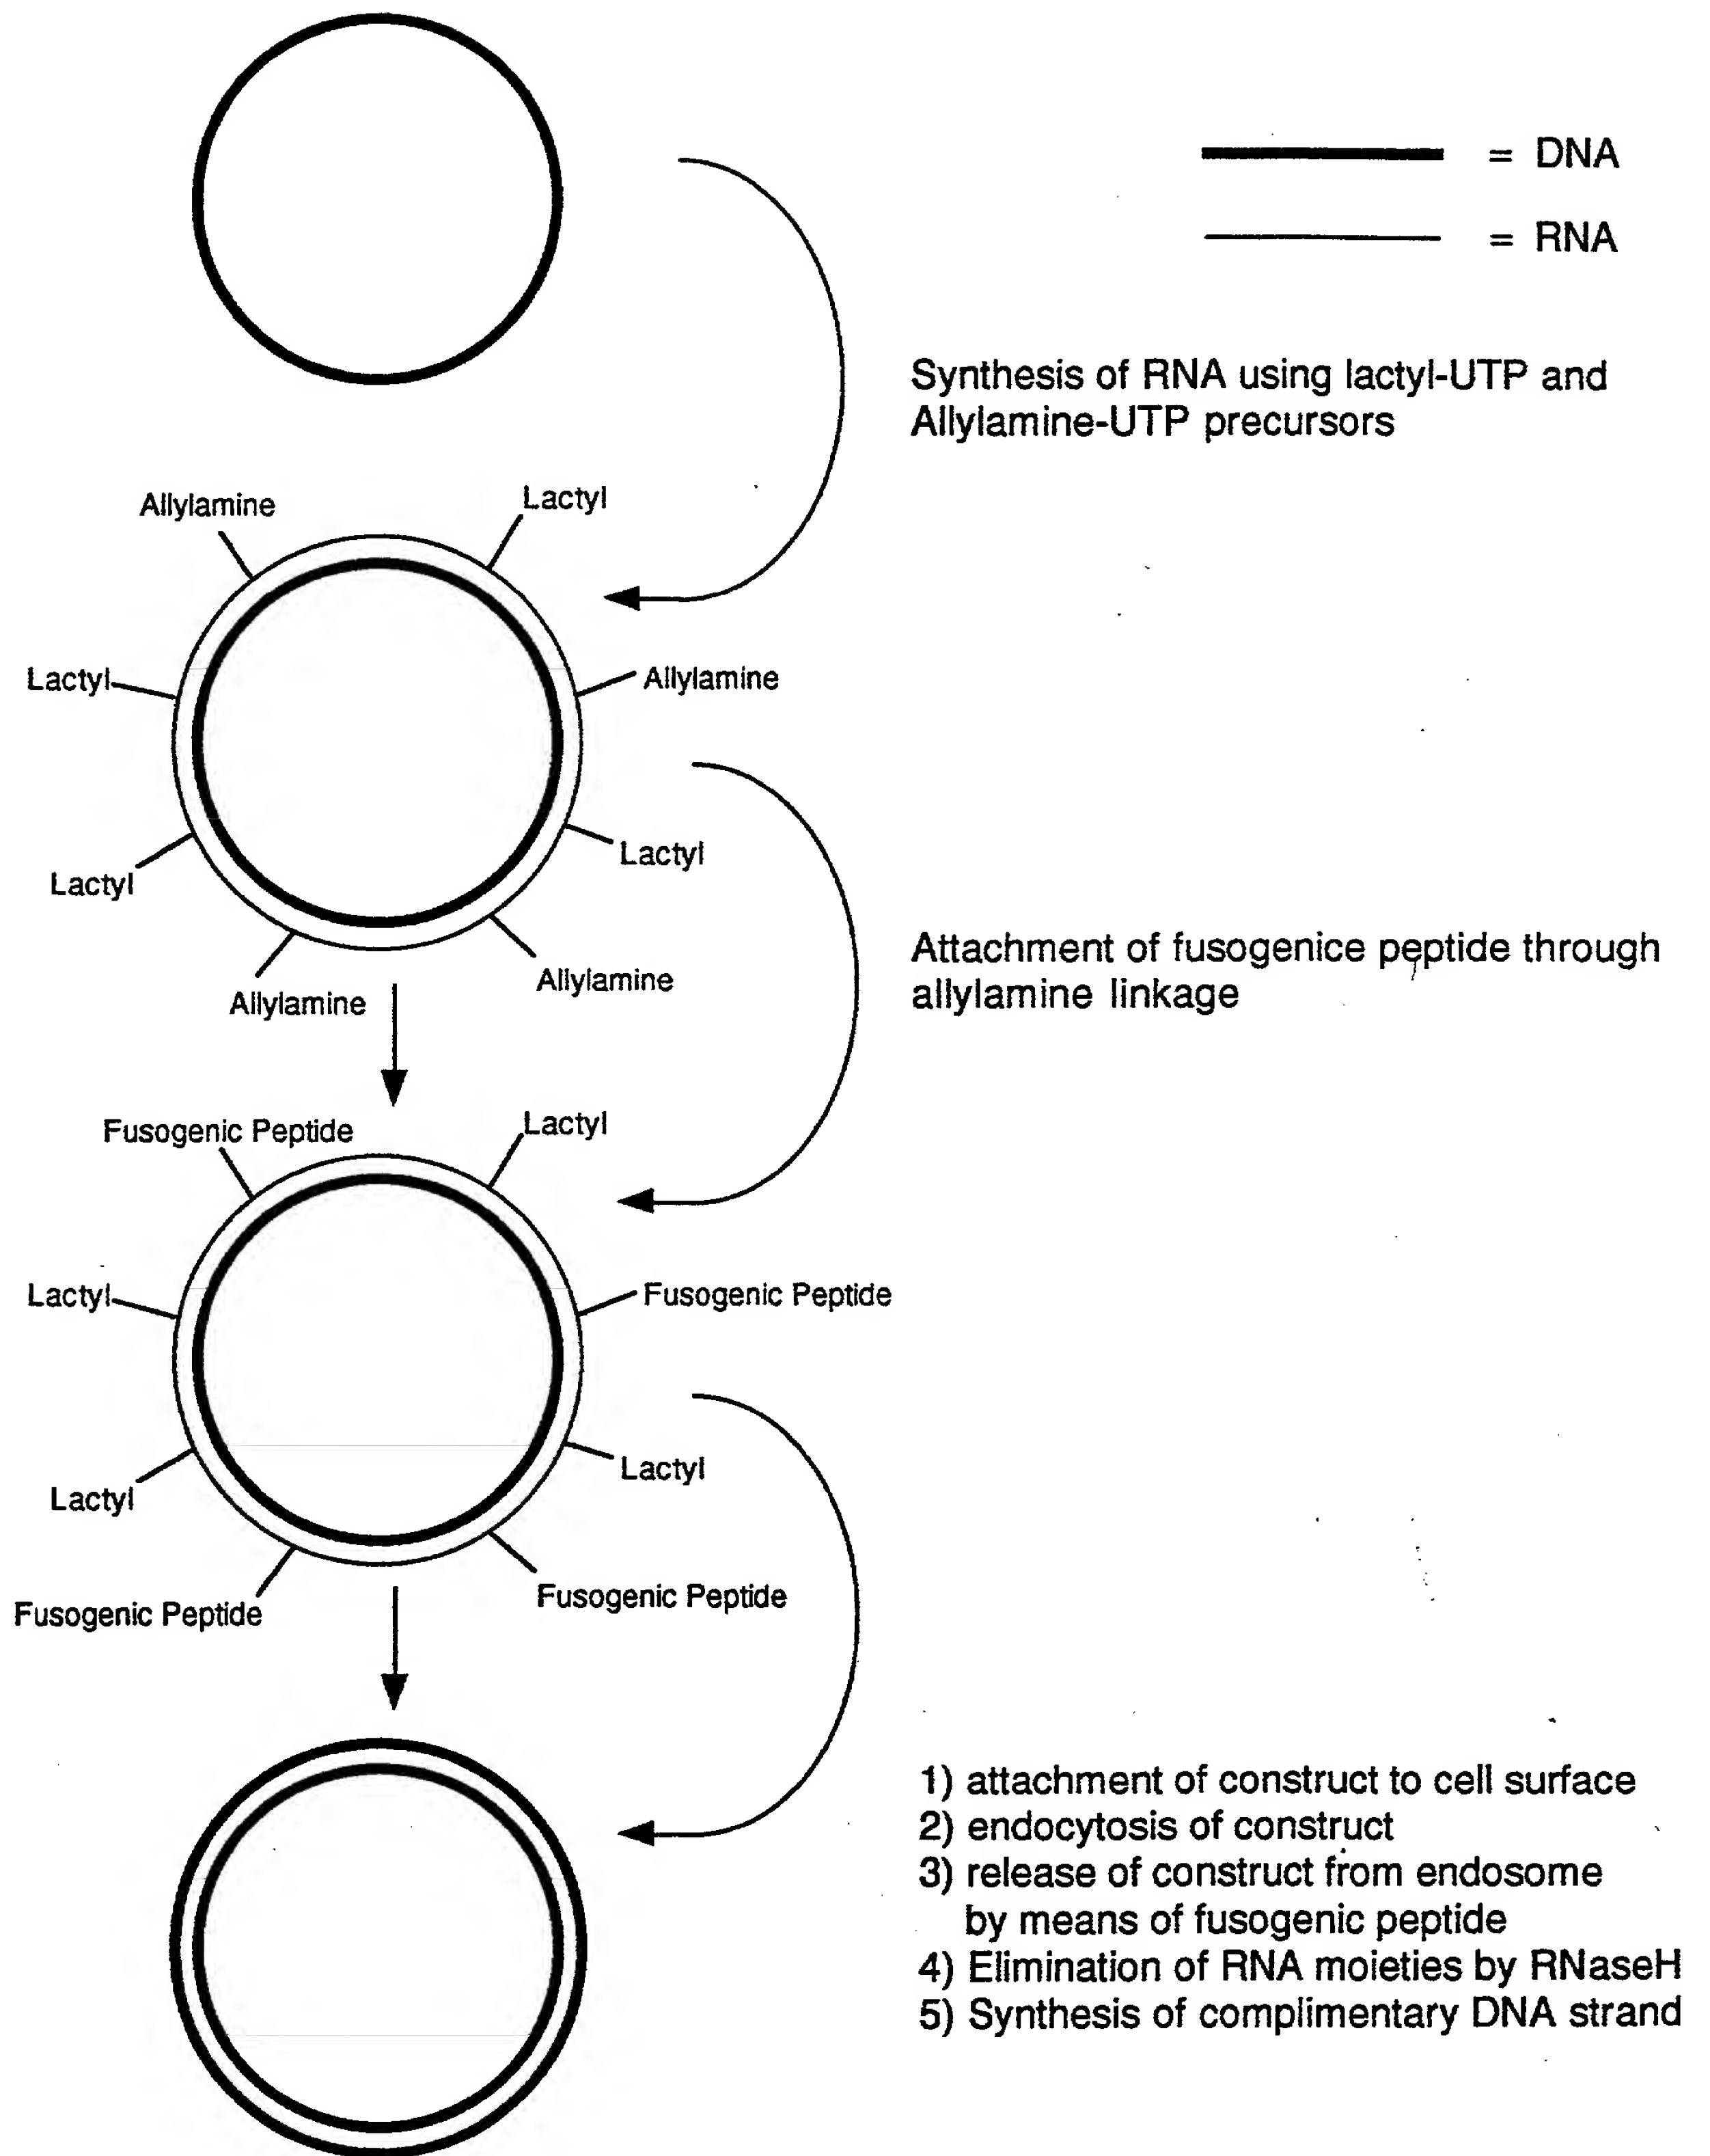 = DNA
= RNA
Synthesis of RNA using lactyl-UTP and
Allylamine-UTP precursors
Allylamine
Lactyl
Lactyl
Allylamine
Lactyl
Lactyl
Allylamine
Allylamine
Attachment of fusogenice peptide through
allylamine linkage
Fusogenic Peptide
Lactyl
Lactyl
Fusogenic Peptide
Lactyl
Lactyl
Fusogenic Peptide
Fusogenic Peptide
1) attachment of construct to cell surface
2) endocytosis of construct
3) release of construct from endosome
by means of fusogenic peptide
4) Elimination of RNA moieties by RNaseH
5) Synthesis of complimentary DNA strand